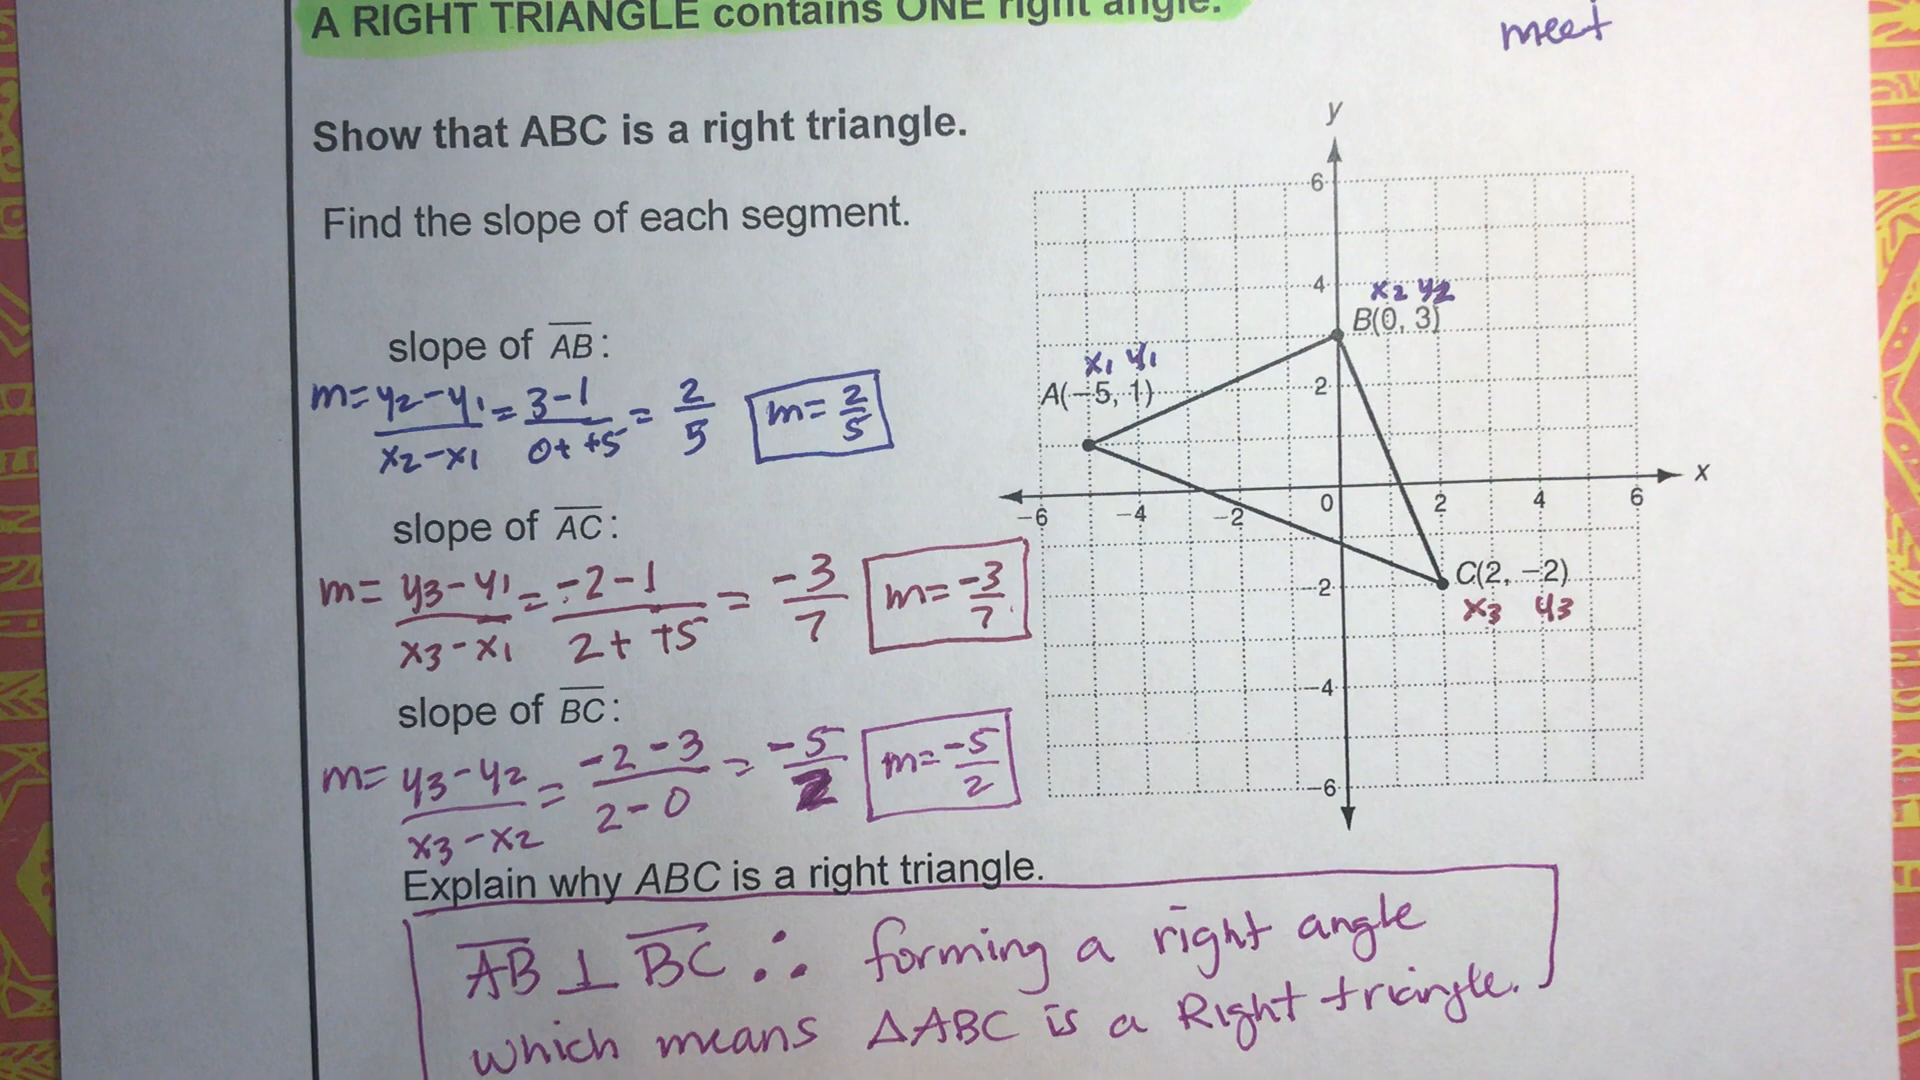 A RIGHT TRIANGLE contains ONE right angle.
meet
Show that ABC is a right triangle.
Find the slope of each segment.
slope of AB:
m = y2-y1/x2-x1 = 3-1/0++5 = 2/5 m = 2/5
slope of AC:
m = y3-y1/x3-x1 = -2-1/2++5 = -3/7 m = -3/7
slope of BC:
m = y3-y2/x3-x2 = -2-3/2-0 = -5/2 m = -5/2
Explain why ABC is a right triangle.
AB ⊥ BC ∴ forming a right angle
which means △ABC is a Right triangle.
y
6
4
x2 y2
B(0, 3)
x1 y1
A(−5, 1)
2
x
−6 −4 −2 0 2 4 6
−2
C(2, −2)
x3 y3
−4
−6